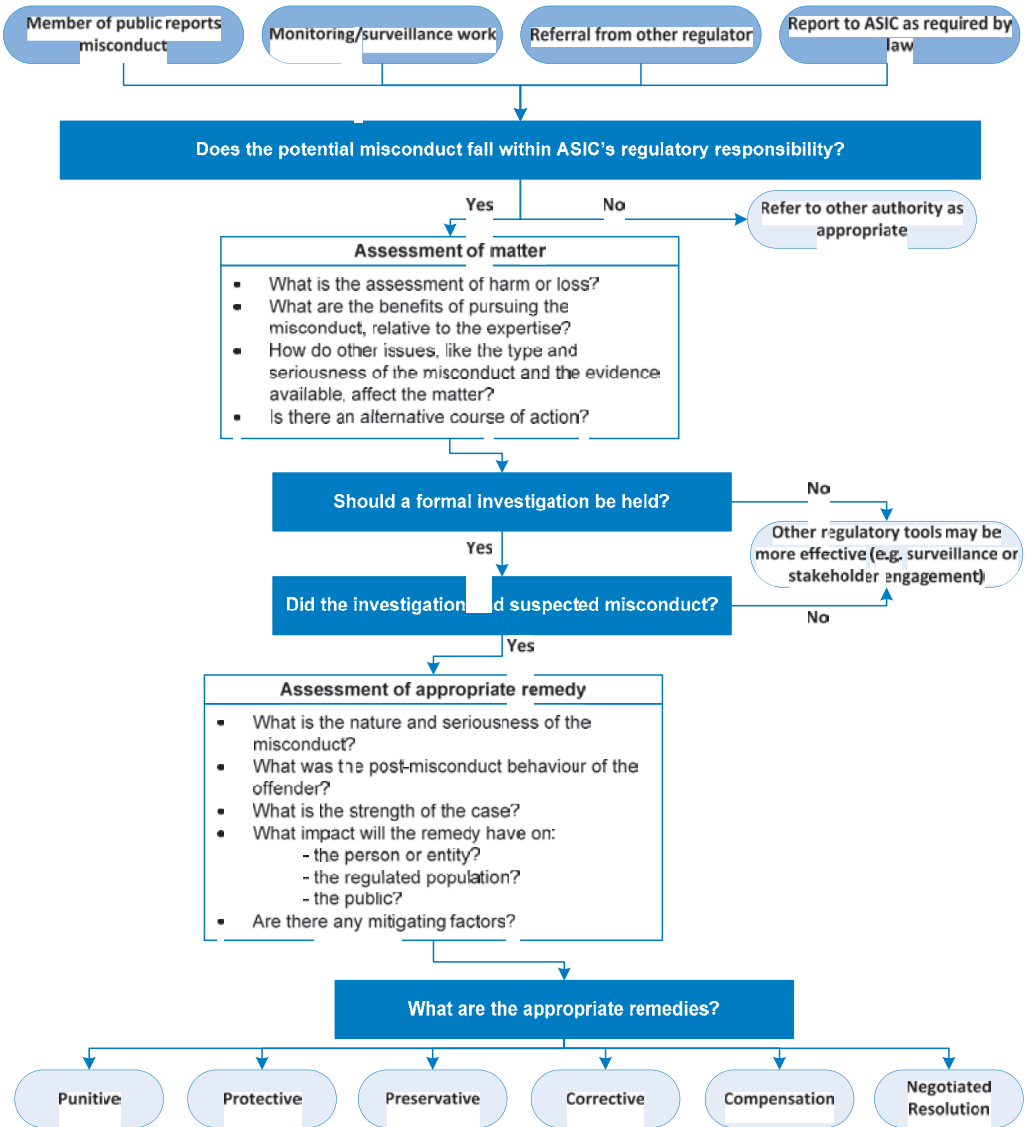 Member of public reports
misconduct
Monitoring/surveillance work
Referral from other regulator
Report to ASIC as required by
law
Does the potential misconduct fall within ASIC's regulatory responsibility?
Yes
No
Refer to other authority as
appropriate
Assessment of matter
• What is the assessment of harm or loss?
• What are the benefits of pursuing the
misconduct, relative to the expertise?
• How do other issues, like the type and
seriousness of the misconduct and the evidence
available, affect the matter?
• Is there an alternative course of action?
Should a formal investigation be held?
No
Other regulatory tools may be
more effective (e.g. surveillance or
stakeholder engagement)
Yes
Did the investigation suspected misconduct?
No
Yes
Assessment of appropriate remedy
• What is the nature and seriousness of the
misconduct?
• What was the post-misconduct behaviour of the
offender?
• What is the strength of the case?
• What impact will the remedy have on:
- the person or entity?
- the regulated population?
- the public?
• Are there any mitigating factors?
What are the appropriate remedies?
Punitive
Protective
Preservative
Corrective
Compensation
Negotiated
Resolution